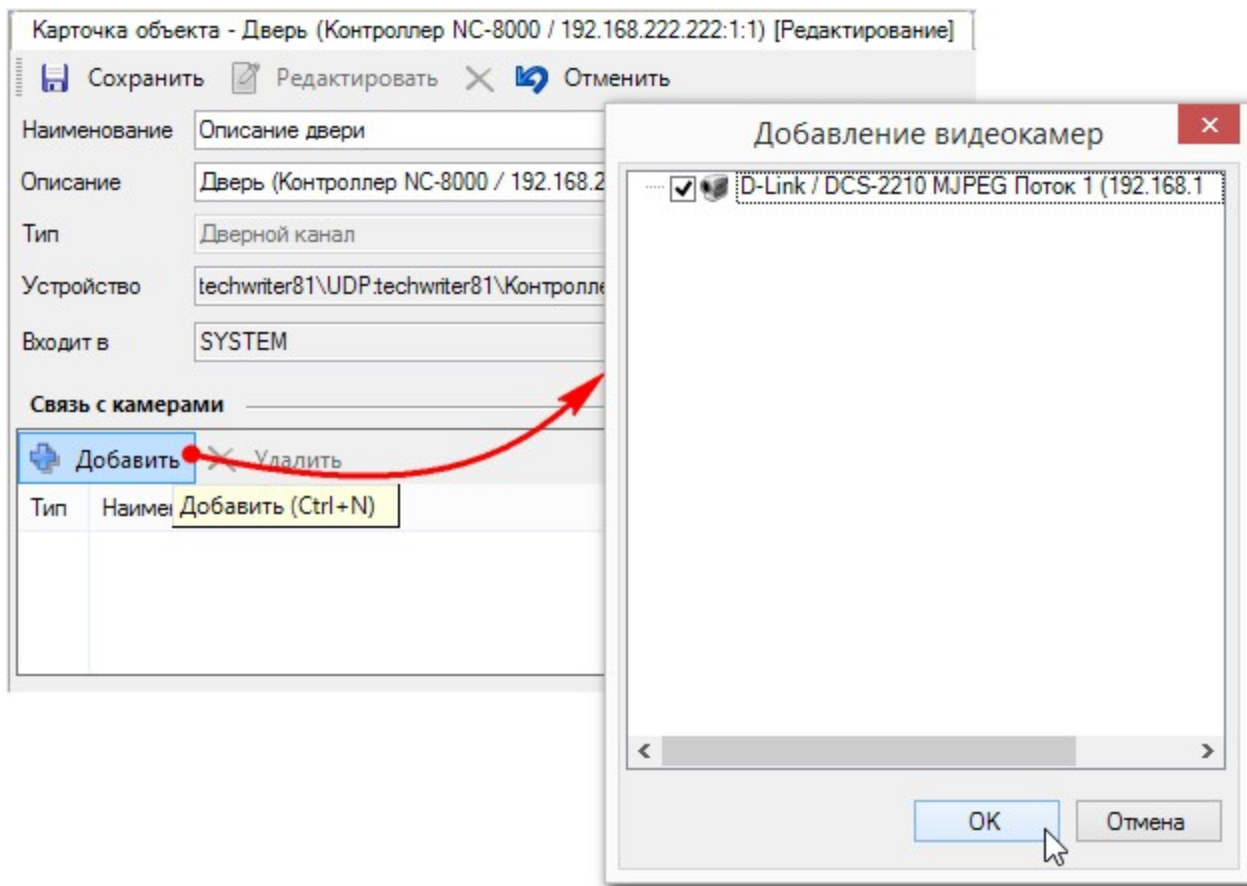 Карточка объекта - Дверь (Контроллер NC-8000 / 192.168.222.222:1:1) [Редактирование]
Сохранить Редактировать Отменить
Наименование Описание двери
Описание Дверь (Контроллер NC-8000 / 192.168.2
Тип Дверной канал
Устройство techwriter81\UDP:techwriter81\Контролле
Входит в SYSTEM
Связь с камерами
Добавить Удалить
Тип Наимен
Добавить (Ctrl+N)
Добавление видеокамер
D-Link / DCS-2210 MJPEG Поток 1 (192.168.1
OK Отмена